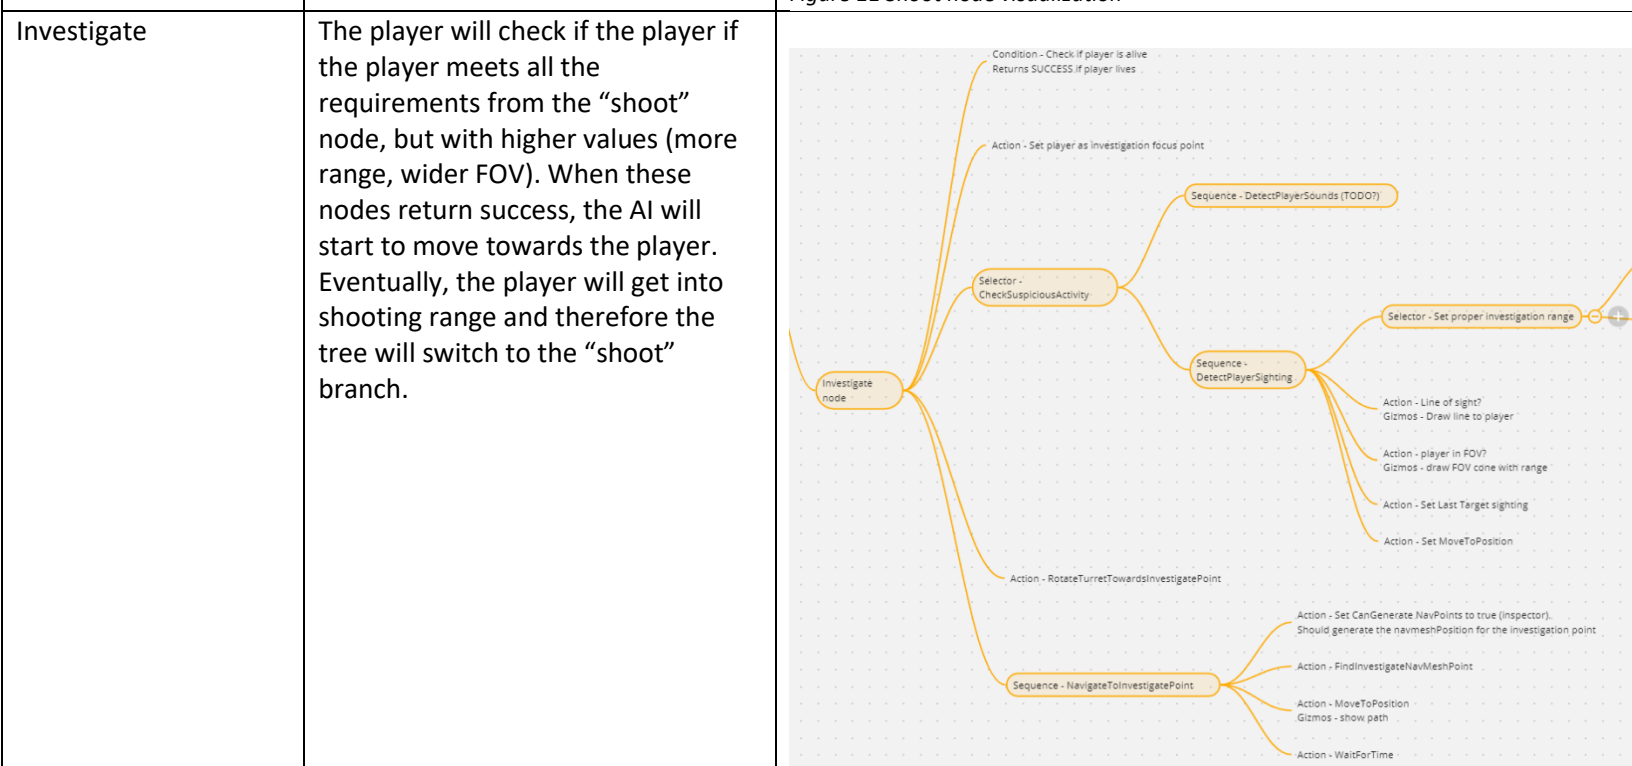 Figure 22 Shoot node visualization
Investigate
The player will check if the player if
the player meets all the
requirements from the “shoot”
node, but with higher values (more
range, wider FOV). When these
nodes return success, the AI will
start to move towards the player.
Eventually, the player will get into
shooting range and therefore the
tree will switch to the “shoot”
branch.
Condition - Check if player is alive
Returns SUCCESS if player lives
Action - Set player as investigation focus point
Sequence - DetectPlayerSounds (TODO?)
Selector -
CheckSuspiciousActivity
Selector - Set proper investigation range
Sequence -
DetectPlayerSighting
Investigate
node
Action - Line of sight?
Gizmos - Draw line to player
Action - player in FOV?
Gizmos - draw FOV cone with range
Action - Set Last Target sighting
Action - Set MoveToPosition
Action - RotateTurretTowardsInvestigatePoint
Action - Set CanGenerate NavPoints to true (inspector).
Should generate the navmeshPosition for the investigation point
Action - FindInvestigateNavMeshPoint
Sequence - NavigateToInvestigatePoint
Action - MoveToPosition
Gizmos - show path
Action - WaitForTime